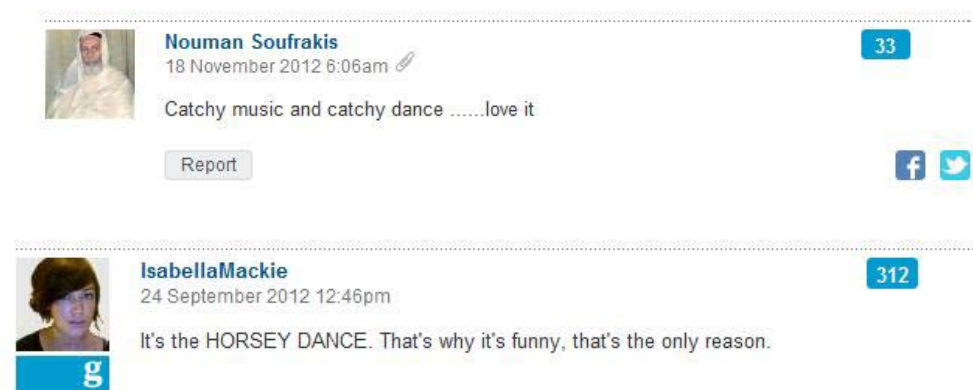 Nouman Soufrakis
33
18 November 2012 6:06am
Catchy music and catchy dance ......love it
Report
f
IsabellaMackie
312
24 September 2012 12:46pm
It's the HORSEY DANCE. That's why it's funny, that's the only reason.
g